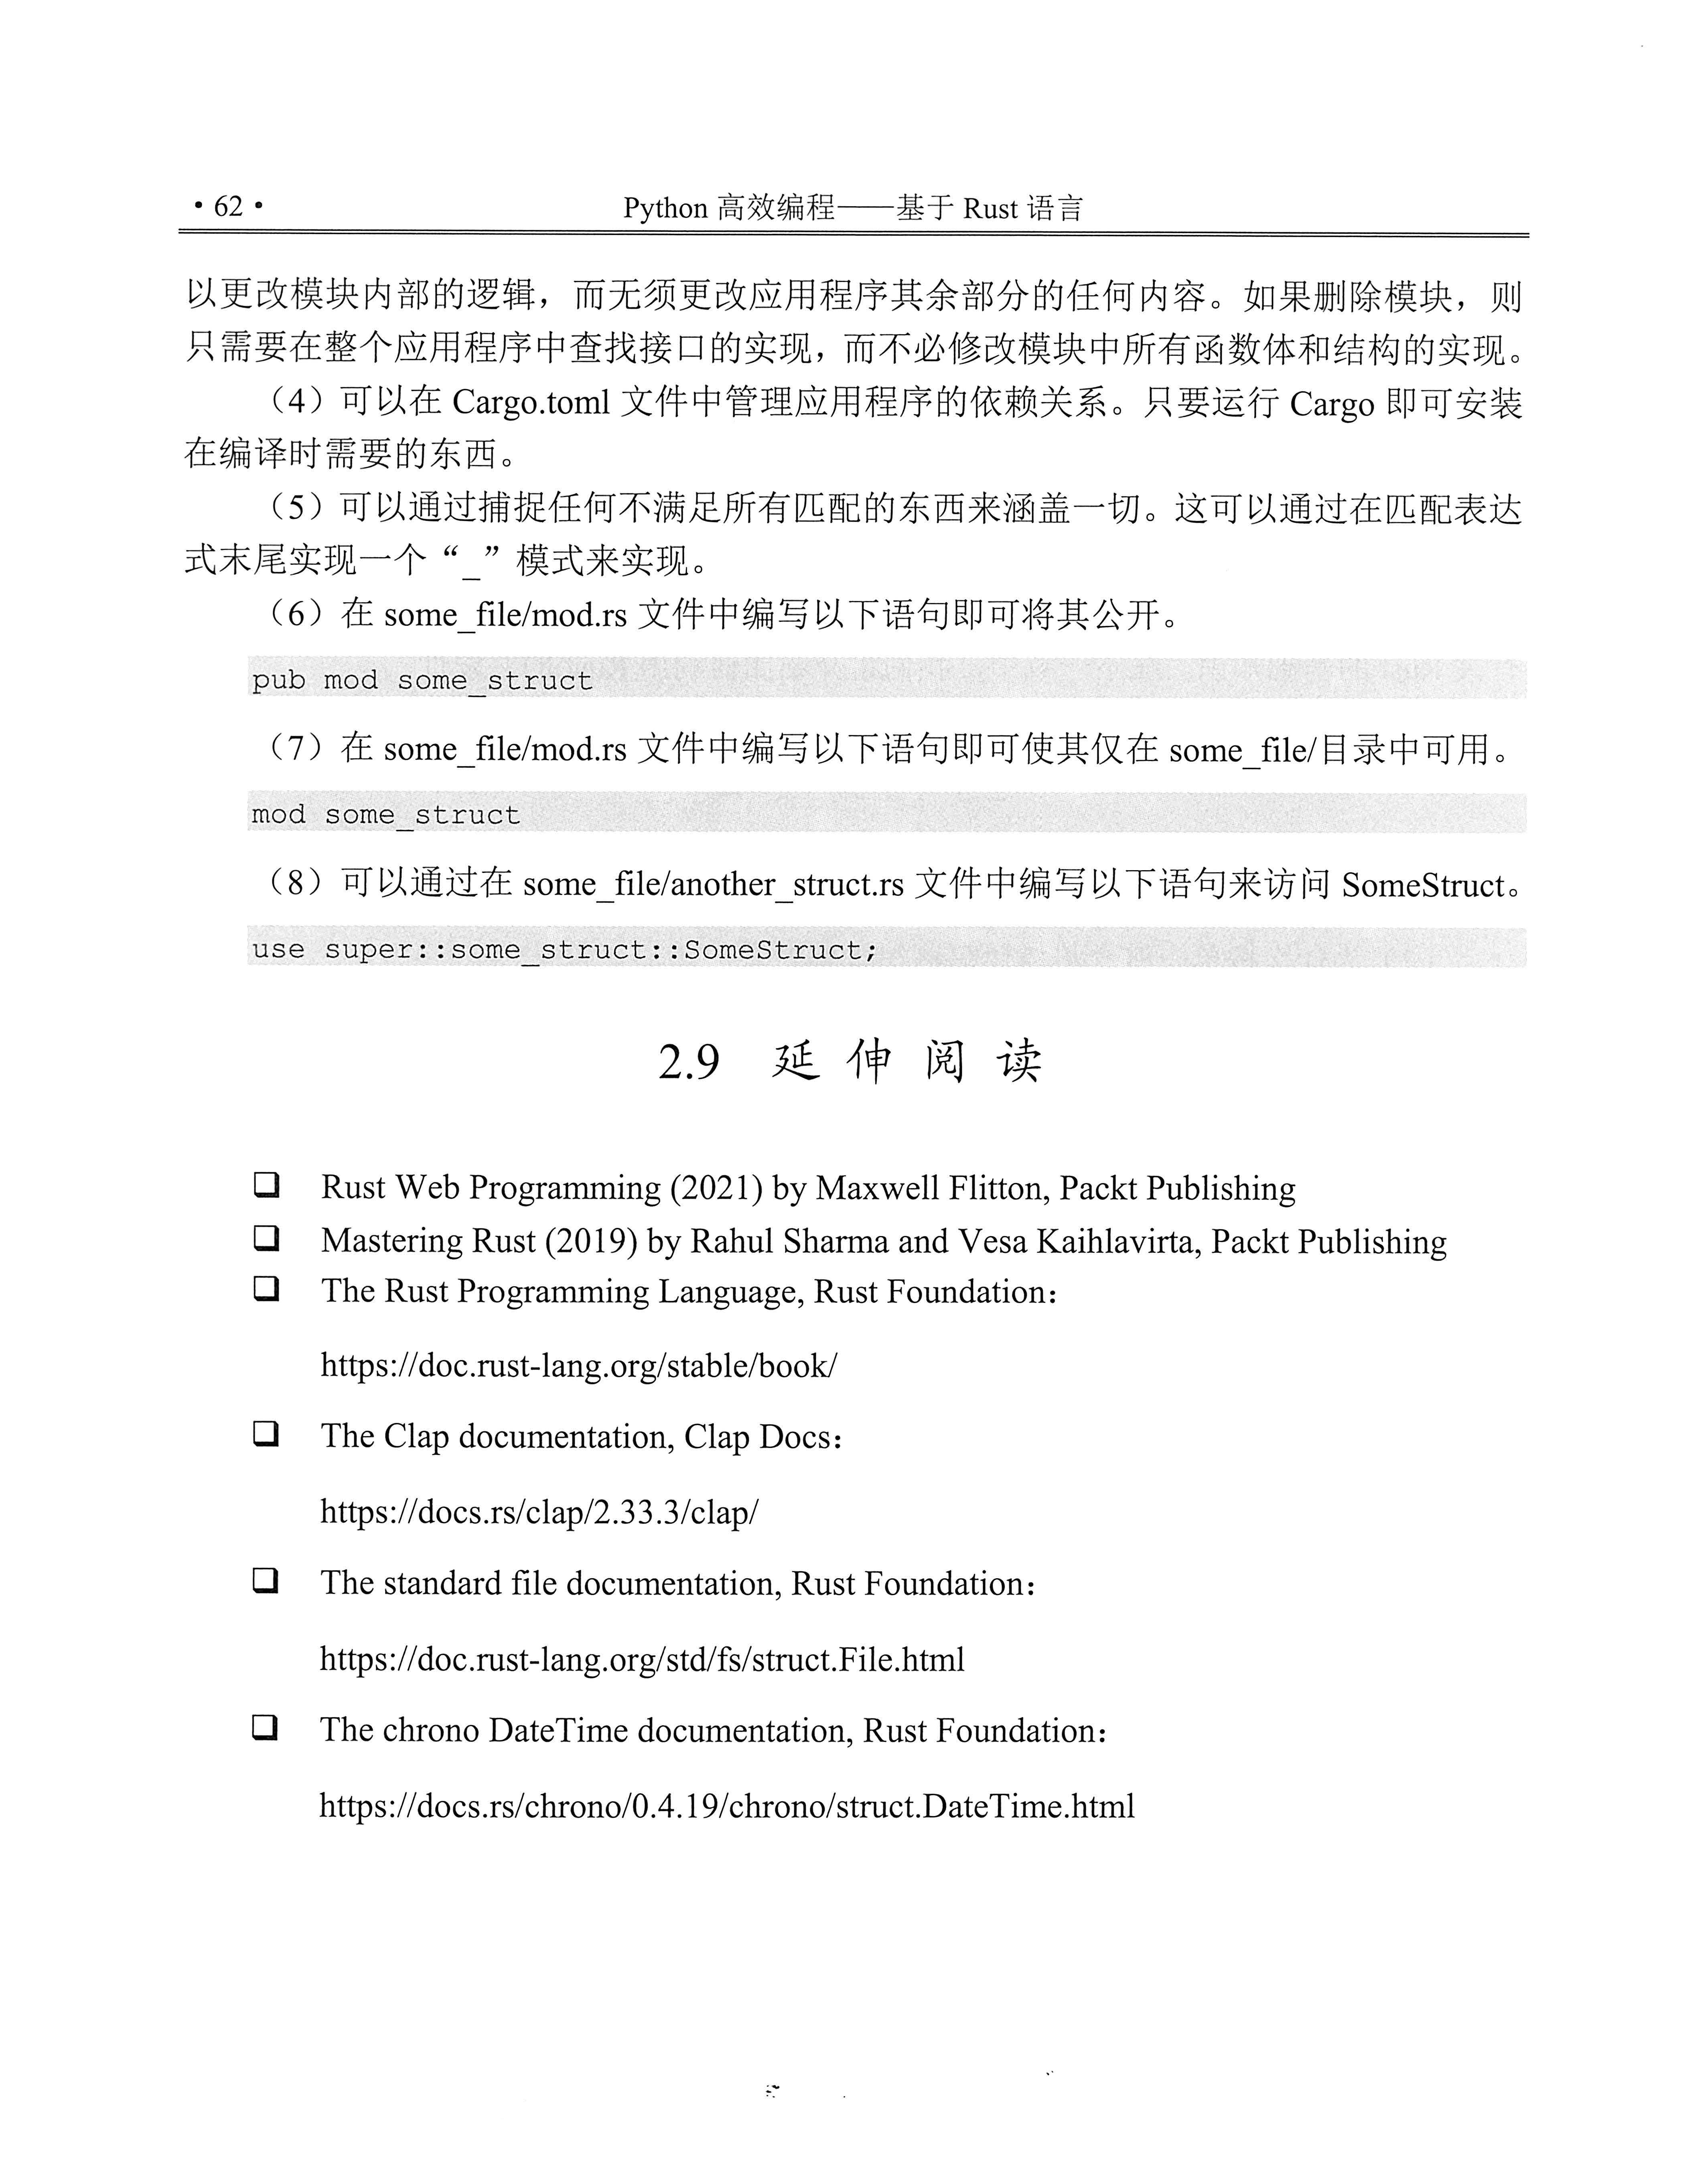 •62• Python 高效编程——基于 Rust 语言
以更改模块内部的逻辑，而无须更改应用程序其余部分的任何内容。如果删除模块，则
只需要在整个应用程序中查找接口的实现，而不必修改模块中所有函数体和结构的实现。
（4）可以在 Cargo.toml 文件中管理应用程序的依赖关系。只要运行 Cargo 即可安装
在编译时需要的东西。
（5）可以通过捕捉任何不满足所有匹配的东西来涵盖一切。这可以通过在匹配表达
式末尾实现一个“_”模式来实现。
（6）在 some_file/mod.rs 文件中编写以下语句即可将其公开。
pub mod some_struct
（7）在 some_file/mod.rs 文件中编写以下语句即可使其仅在 some_file/目录中可用。
mod some_struct
（8）可以通过在 some_file/another_struct.rs 文件中编写以下语句来访问 SomeStruct。
use super::some_struct::SomeStruct;
2.9 延伸阅读
❑ Rust Web Programming (2021) by Maxwell Flitton, Packt Publishing
❑ Mastering Rust (2019) by Rahul Sharma and Vesa Kaihlavirta, Packt Publishing
❑ The Rust Programming Language, Rust Foundation：
https://doc.rust-lang.org/stable/book/
❑ The Clap documentation, Clap Docs：
https://docs.rs/clap/2.33.3/clap/
❑ The standard file documentation, Rust Foundation：
https://doc.rust-lang.org/std/fs/struct.File.html
❑ The chrono DateTime documentation, Rust Foundation：
https://docs.rs/chrono/0.4.19/chrono/struct.DateTime.html